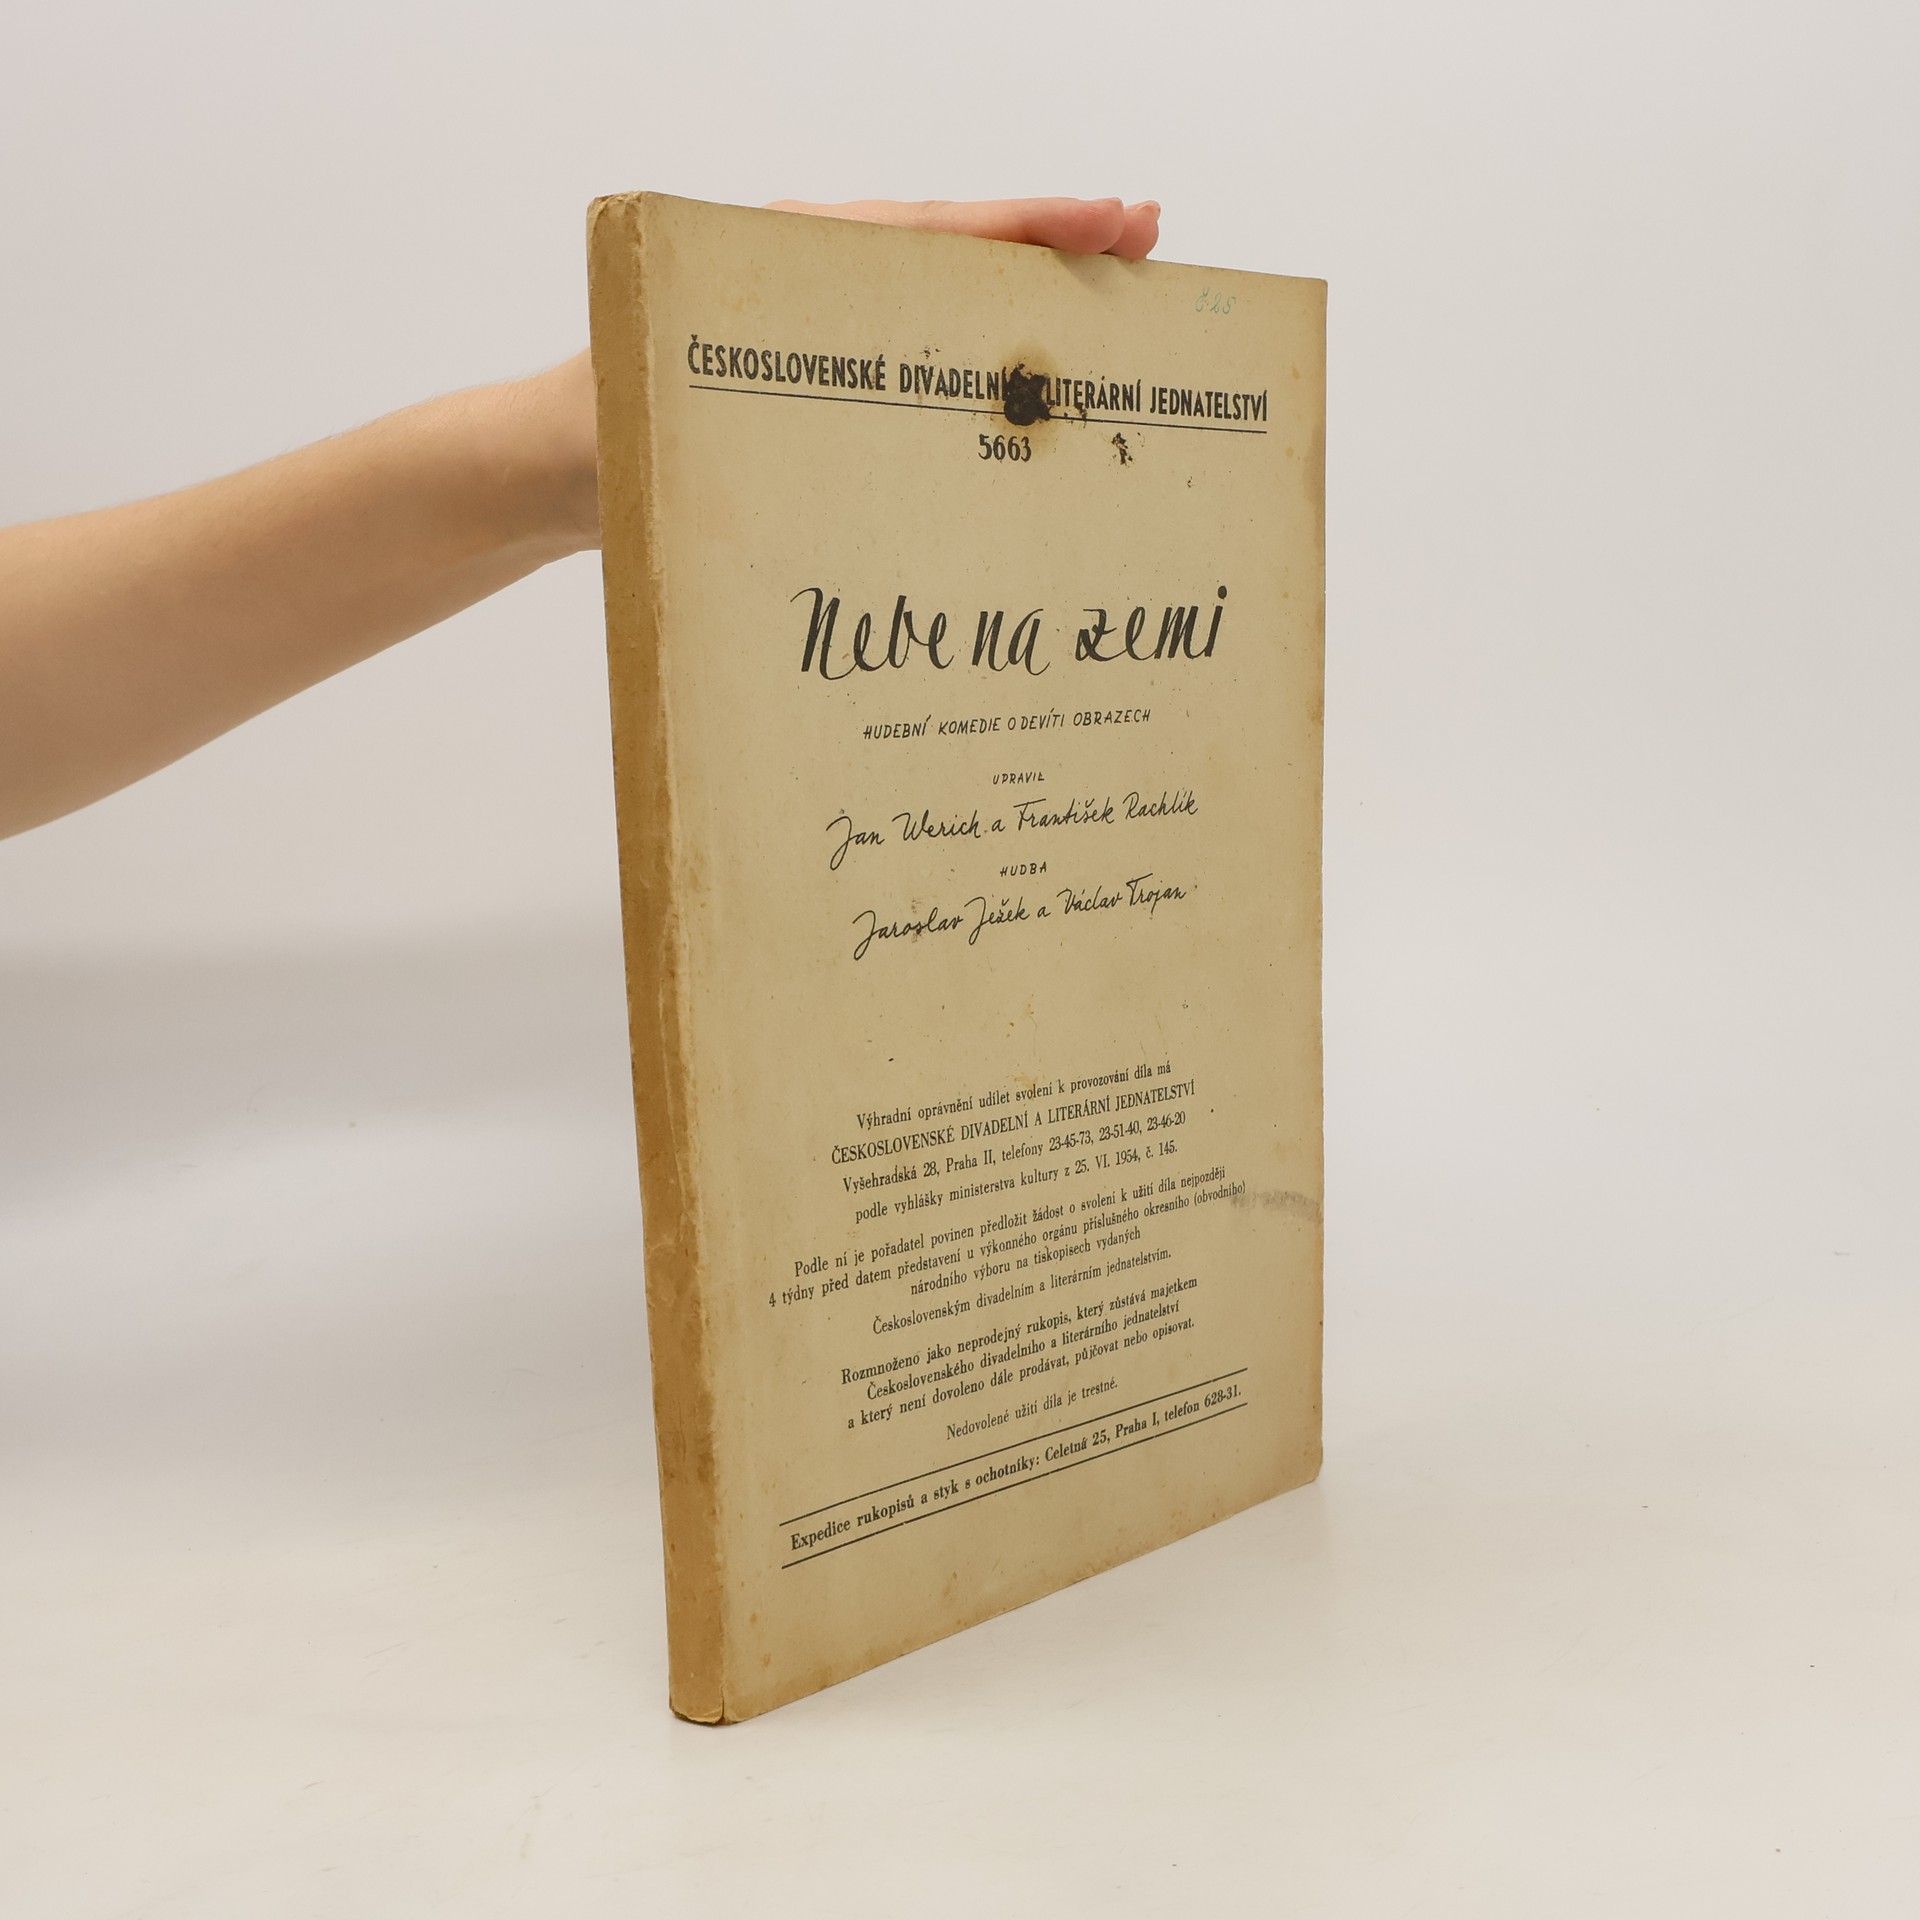 Č 25
ČESKOSLOVENSKÉ DIVADELNÍ LITERÁRNÍ JEDNATELSTVÍ
5663
Nebe na zemi
HUDEBNÍ KOMEDIE O DEVÍTI OBRAZECH
UPRAVIL
Jan Werich a František Rachlík
HUDBA
Jaroslav Ježek a Václav Trojan
Výhradní oprávnění udílet svolení k provozování díla má
ČESKOSLOVENSKÉ DIVADELNÍ A LITERÁRNÍ JEDNATELSTVÍ
Vyšehradská 28, Praha II, telefony 23-45-73, 23-51-40, 23-46-20
podle vyhlášky ministerstva kultury z 25. VI. 1954, č. 145.
Podle ní je pořadatel povinen předložit žádost o svolení k užití díla nejpozději
4 týdny před datem představení u výkonného orgánu příslušného okresního (obvodního)
národního výboru na tiskopisech vydaných
Československým divadelním a literárním jednatelstvím.
Rozmnoženo jako neprodejný rukopis, který zůstává majetkem
Československého divadelního a literárního jednatelství
a který není dovoleno dále prodávat, půjčovat nebo opisovat.
Nedovolené užití díla je trestné.
Expedice rukopisů a styk s ochotníky: Celetná 25, Praha I, telefon 628-31.